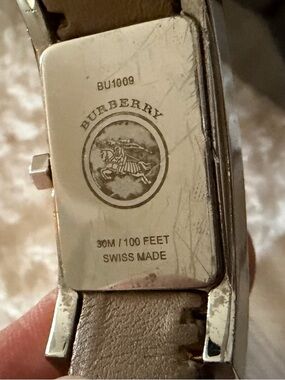 BU1009
BURBERRY
30M / 100 FEET
SWISS MADE